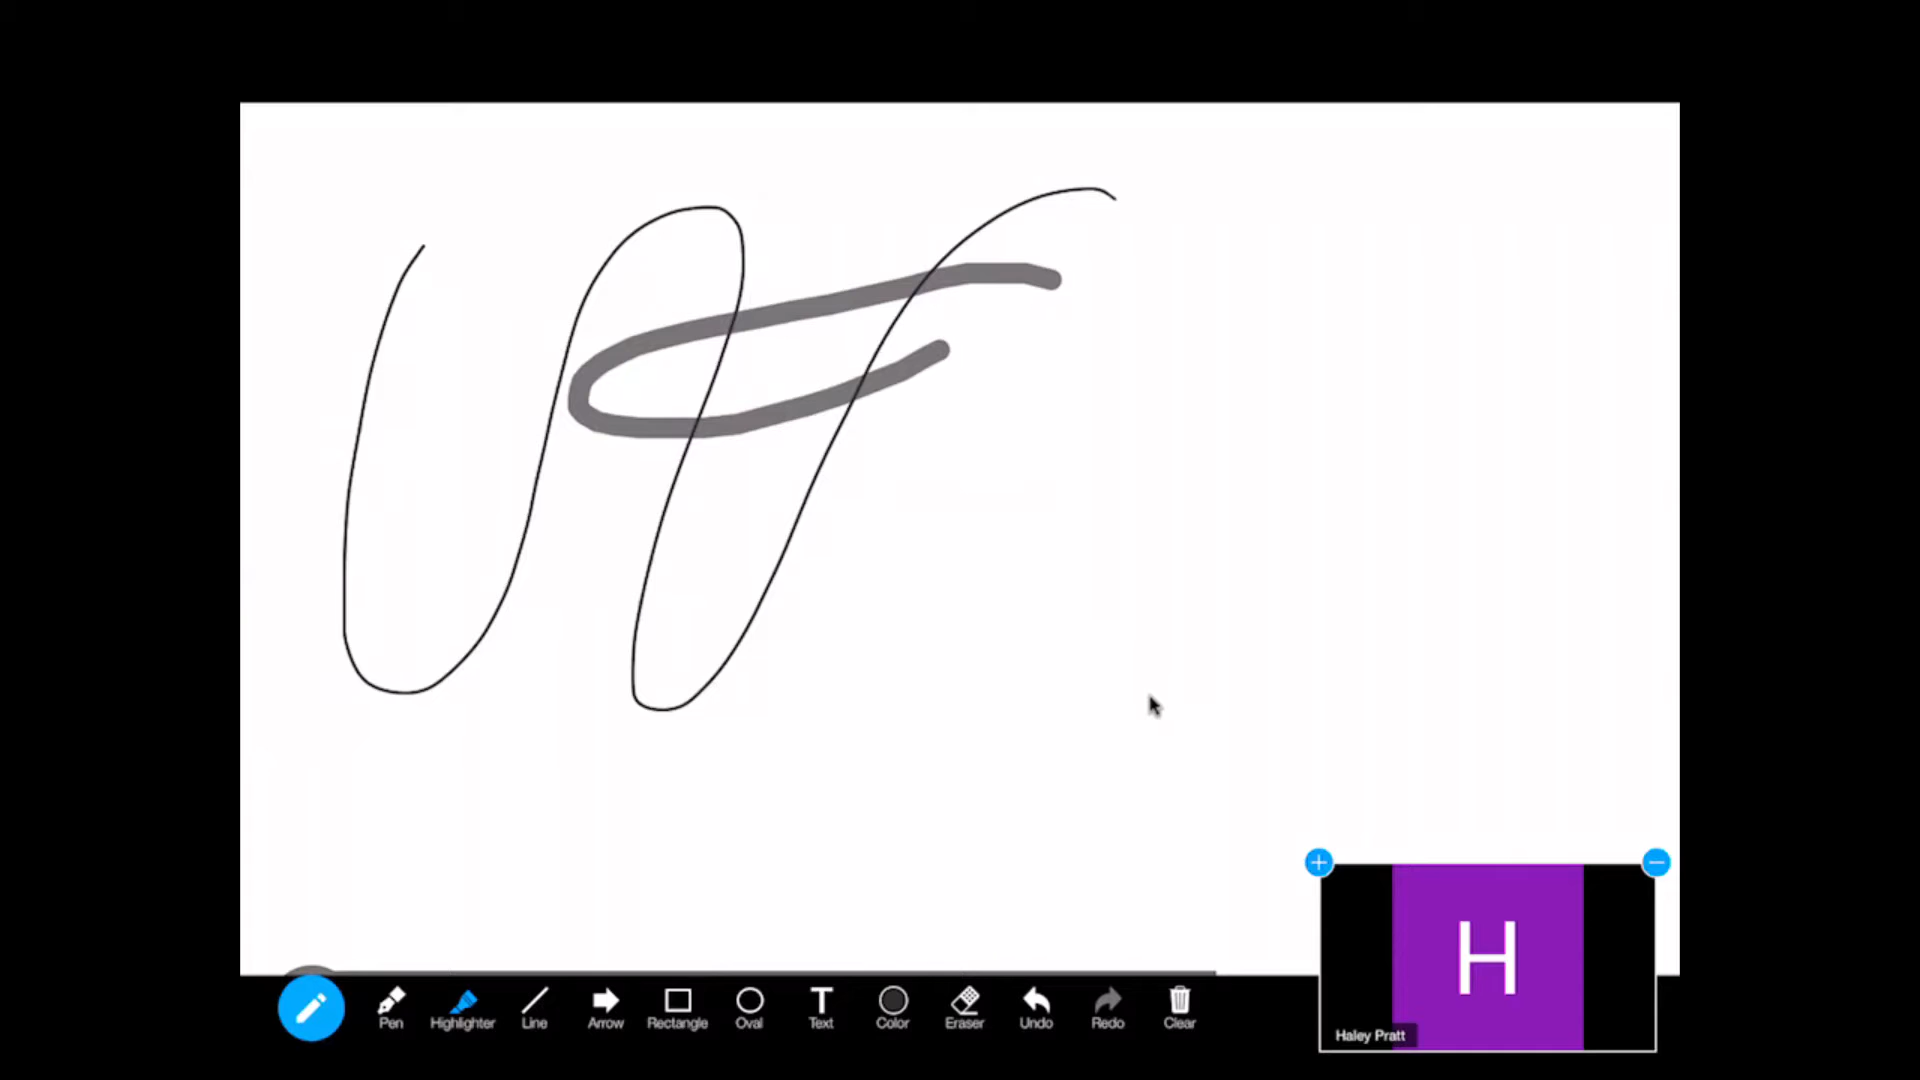 H
Haley Pratt
Pen Highlighter Line Arrow Rectangle Oval Text Color Eraser Undo Redo Clear